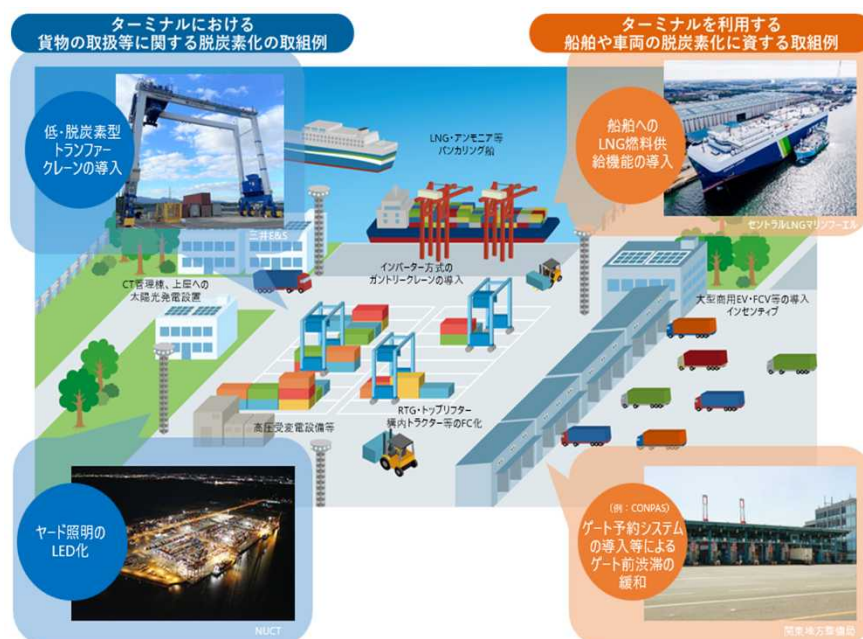 ターミナルにおける
貨物の取扱等に関する脱炭素化の取組例
ターミナルを利用する
船舶や車両の脱炭素化に資する取組例
低・脱炭素型
トランスファー
クレーンの導入
三井E&S
LNG・アンモニア等
バンカリング船
船舶への
LNG燃料供
給機能の導入
セントラルLNGマリンフューエル
CT管理棟、上屋への
太陽光発電設置
インバーター方式の
ガントリークレーンの導入
大型商用EV・FCV等の導入
インセンティブ
高圧受変電設備等
RTG・トップリフター
構内トラクター等のFC化
ヤード照明の
LED化
NUCT
(例：CONPAS)
ゲート予約システム
の導入等による
ゲート前渋滞の
緩和
関東地方整備局